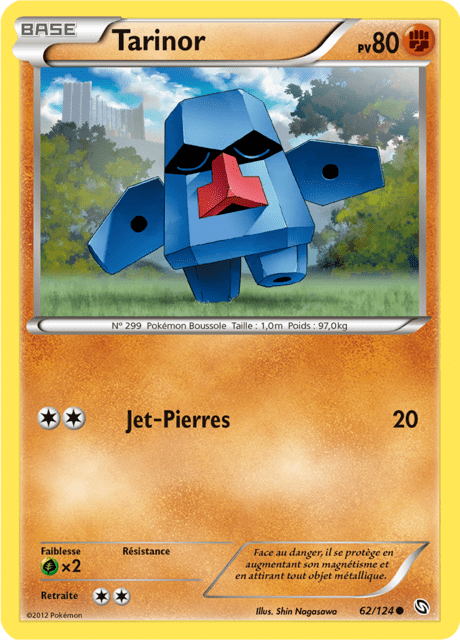 BASE
Tarinor
PV80
N° 299 Pokémon Boussole Taille : 1,0m Poids : 97,0kg
Jet-Pierres 20
Faiblesse Résistance
×2
Retraite
Face au danger, il se protège en
augmentant son magnétisme et
en attirant tout objet métallique.
©2012 Pokémon
Illus. Shin Nagasawa 62/124